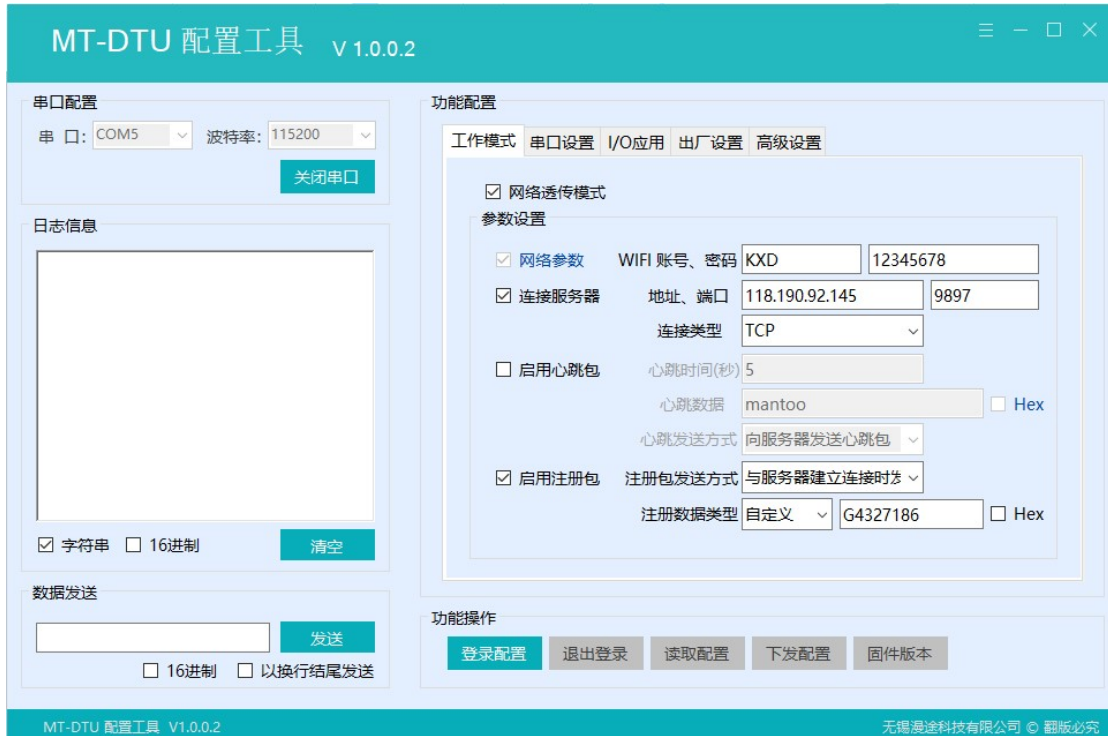 MT-DTU 配置工具 V 1.0.0.2
串口配置
串 口: COM5 波特率: 115200
关闭串口
日志信息
字符串 16进制 清空
数据发送
发送
16进制 以换行结尾发送
功能配置
工作模式 串口设置 I/O应用 出厂设置 高级设置
网络透传模式
参数设置
网络参数 WIFI 账号、密码 KXD 12345678
连接服务器 地址、端口 118.190.92.145 9897
连接类型 TCP
启用心跳包 心跳时间(秒) 5
心跳数据 mantoo Hex
心跳发送方式 向服务器发送心跳包
启用注册包 注册包发送方式 与服务器建立连接时发
注册数据类型 自定义 G4327186 Hex
功能操作
登录配置 退出登录 读取配置 下发配置 固件版本
MT-DTU 配置工具 V1.0.0.2 无锡漫途科技有限公司 © 翻版必究